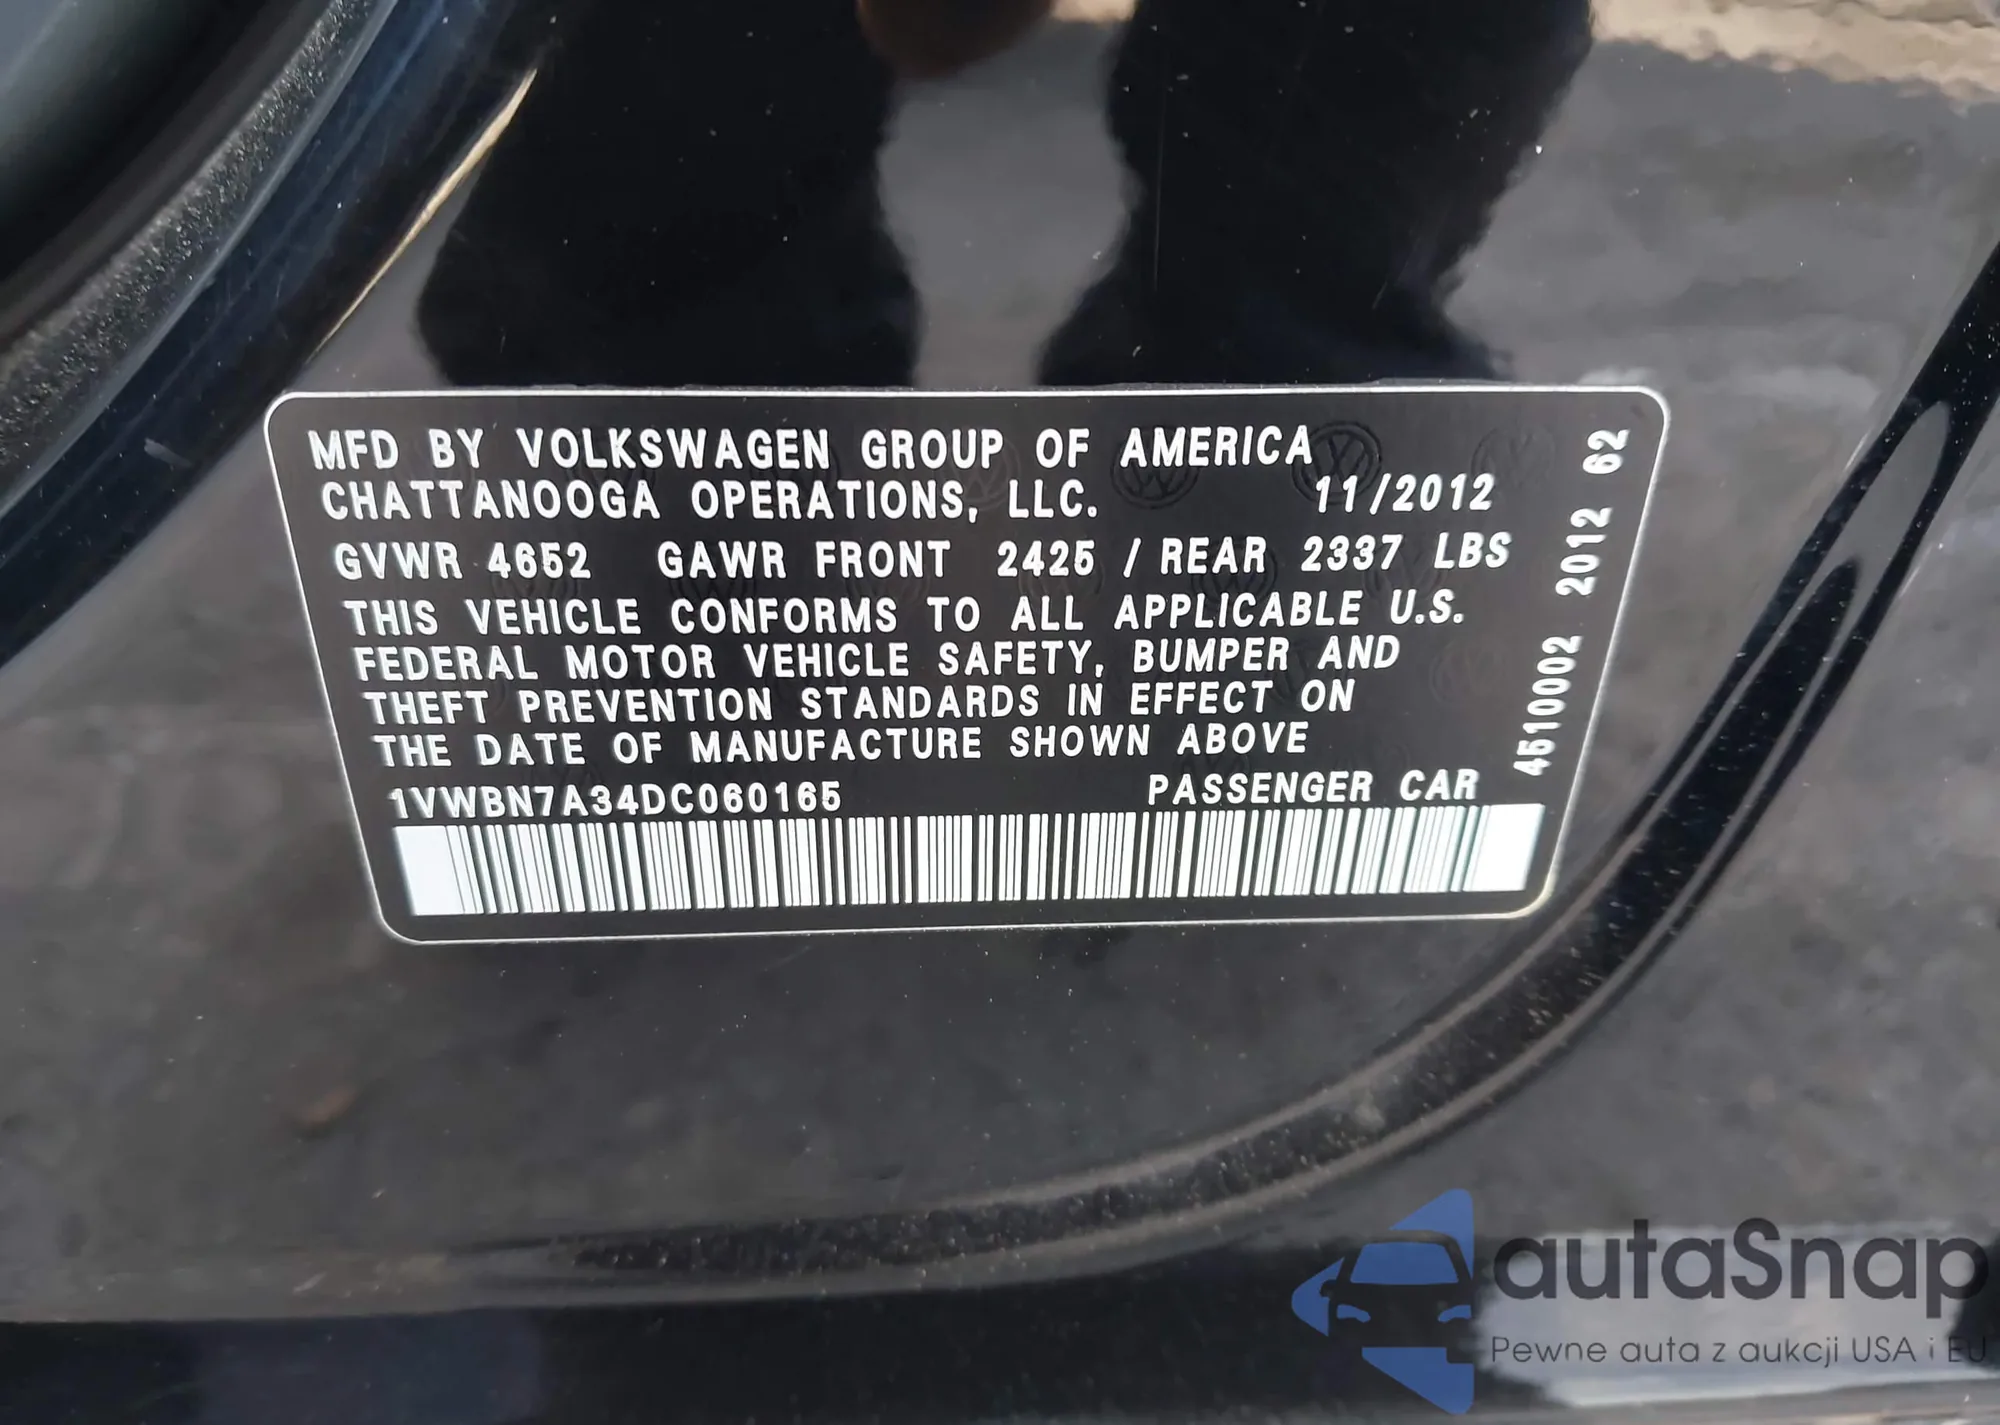 MFD BY VOLKSWAGEN GROUP OF AMERICA
CHATTANOOGA OPERATIONS, LLC. 11/2012
GVWR 4652 GAWR FRONT 2425 / REAR 2337 LBS
THIS VEHICLE CONFORMS TO ALL APPLICABLE U.S.
FEDERAL MOTOR VEHICLE SAFETY, BUMPER AND
THEFT PREVENTION STANDARDS IN EFFECT ON
THE DATE OF MANUFACTURE SHOWN ABOVE
1VWBN7A34DC060165 PASSENGER CAR
4510002 2012 62
autaSnap
Pewne auta z aukcji USA i EU